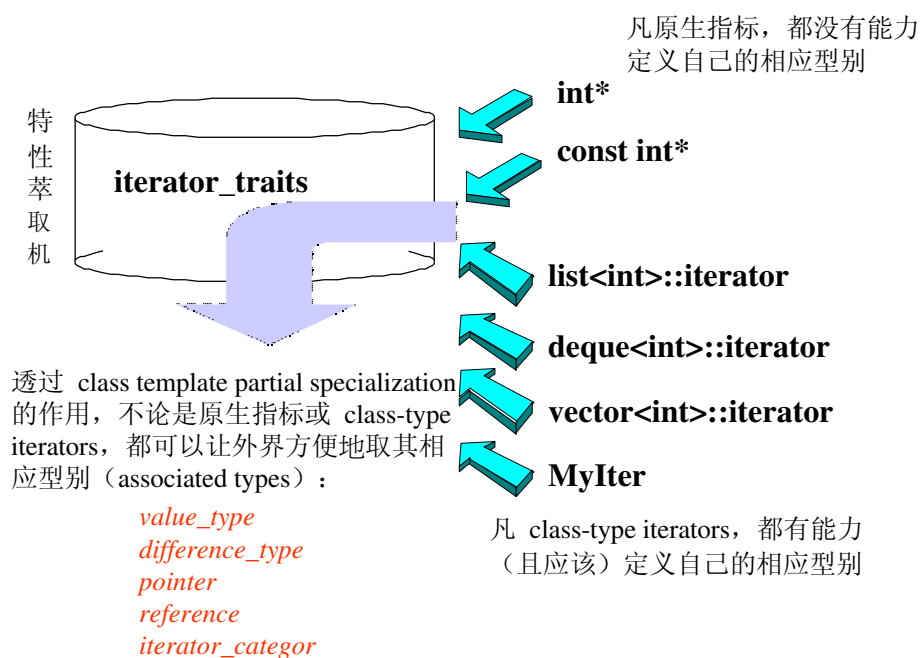 凡原生指标，都没有能力
定义自己的相应型别
int*
const int*
特
性
萃
取
机
iterator_traits
list<int>::iterator
deque<int>::iterator
vector<int>::iterator
MyIter
透过 class template partial specialization
的作用，不论是原生指标或 class-type
iterators，都可以让外界方便地取其相
应型别（associated types）：
value_type
difference_type
pointer
reference
iterator_categor
凡 class-type iterators，都有能力
（且应该）定义自己的相应型别